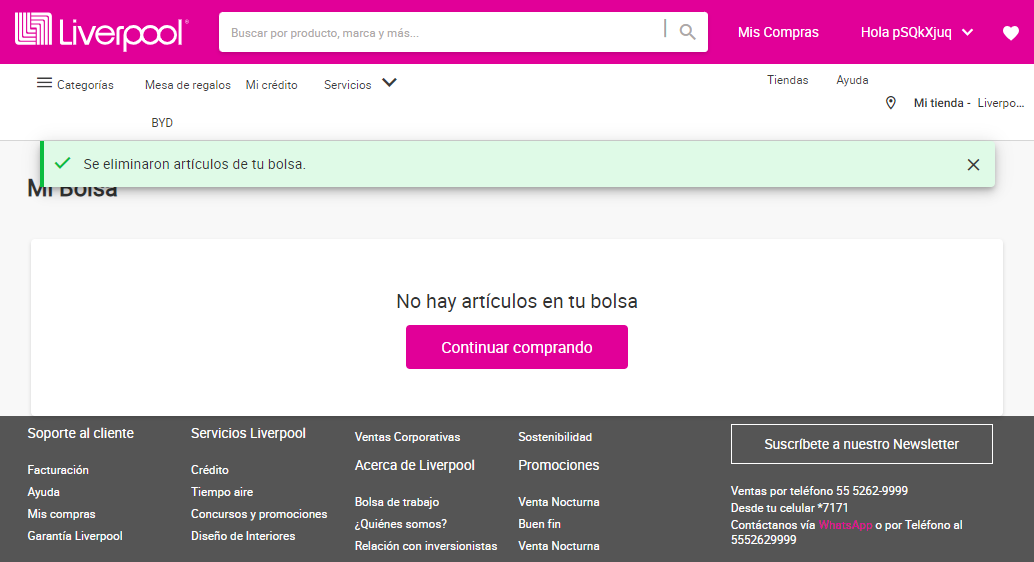 Liverpool
Buscar por producto, marca y más...
Mis Compras
Hola pSQkXjuq
Categorías
Mesa de regalos
Mi crédito
Servicios
Tiendas
Ayuda
Mi tienda - Liverpo...
BYD
Se eliminaron artículos de tu bolsa.
Mi Bolsa
No hay artículos en tu bolsa
Continuar comprando
Soporte al cliente
Facturación
Ayuda
Mis compras
Garantía Liverpool
Servicios Liverpool
Crédito
Tiempo aire
Concursos y promociones
Diseño de Interiores
Ventas Corporativas
Acerca de Liverpool
Bolsa de trabajo
¿Quiénes somos?
Relación con inversionistas
Sostenibilidad
Promociones
Venta Nocturna
Buen fin
Venta Nocturna
Suscríbete a nuestro Newsletter
Ventas por teléfono 55 5262-9999
Desde tu celular *7171
Contáctanos vía WhatsApp o por Teléfono al
5552629999